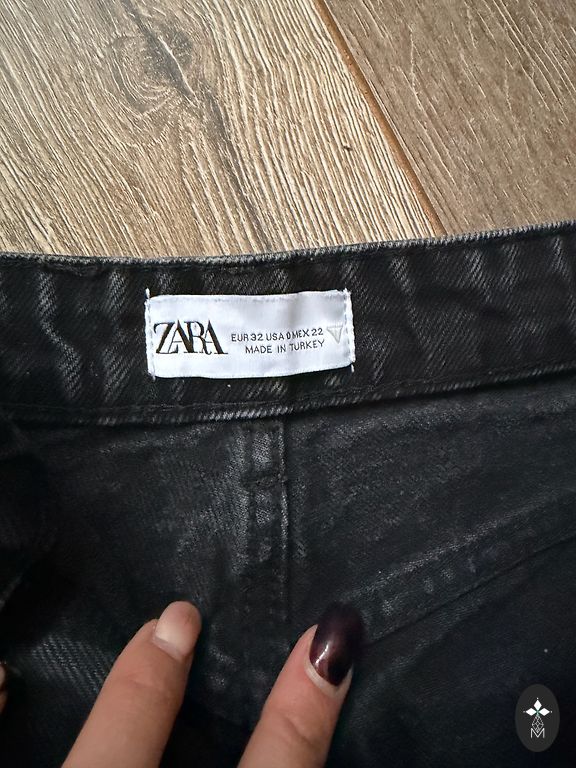 ZARA
EUR 32 USA 0 MEX 22
MADE IN TURKEY
M